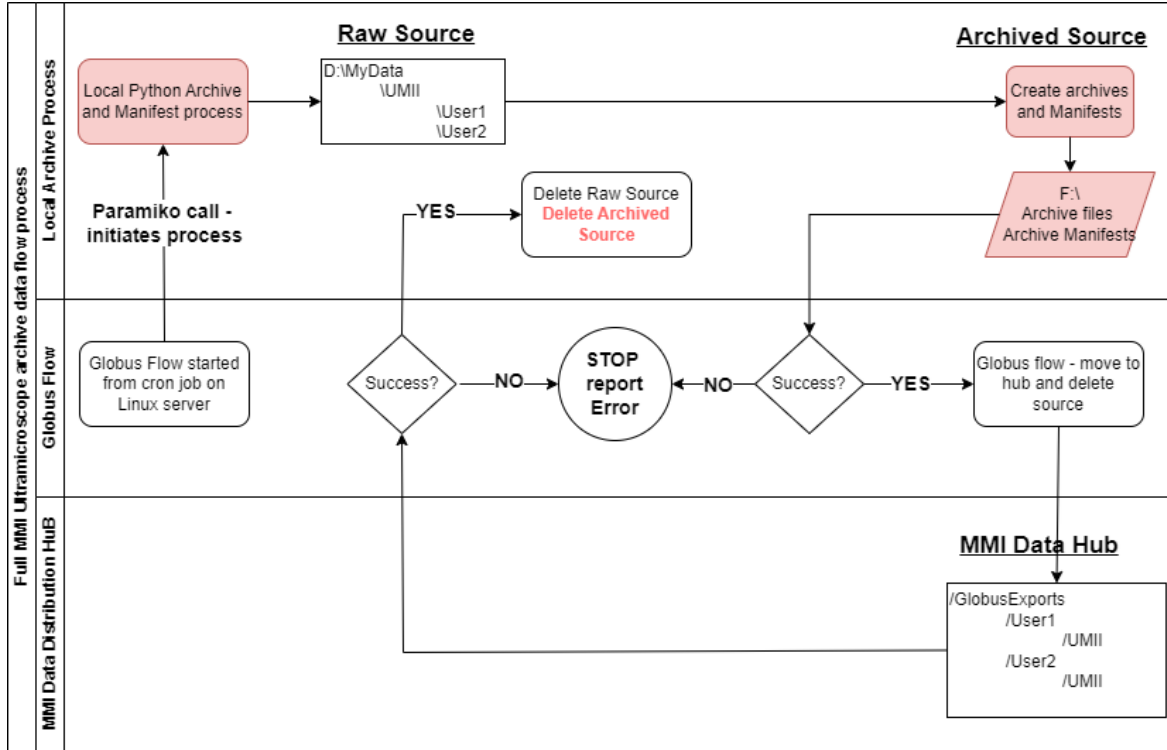 Full MMI Ultramicroscope archive data flow process
Local Archive Process
Raw Source
Archived Source
Local Python Archive
and Manifest process
D:\MyData
\UMII
\User1
\User2
Create archives
and Manifests
Paramiko call -
initiates process
YES
Delete Raw Source
Delete Archived
Source
F:\
Archive files
Archive Manifests
Globus Flow
Globus Flow started
from cron job on
Linux server
Success?
NO
STOP
report
Error
NO
Success?
YES
Globus flow - move to
hub and delete
source
MMI Data Distribution HuB
MMI Data Hub
/GlobusExports
/User1
/UMII
/User2
/UMII